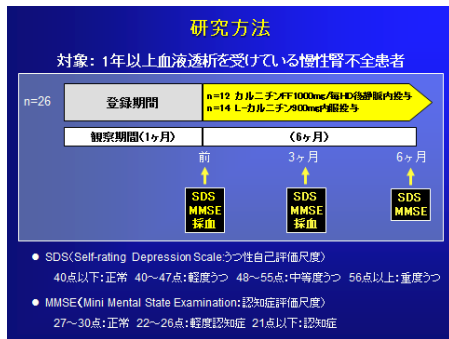 研究方法
対象: 1年以上血液透析を受けている慢性腎不全患者
n=26
登録期間
n=12 カルニチンFF1000mg/毎HD後静脈内投与
n=14 L-カルニチン900mg内服投与
観察期間(1ヶ月)
(6ヶ月)
前
3ヶ月
6ヶ月
SDS
MMSE
採血
SDS
MMSE
採血
SDS
MMSE
● SDS(Self-rating Depression Scale:うつ性自己評価尺度)
40点以下:正常 40～47点:軽度うつ 48～55点:中等度うつ 56点以上:重度うつ
● MMSE(Mini Mental State Examination:認知症評価尺度)
27～30点:正常 22～26点:軽度認知症 21点以下:認知症